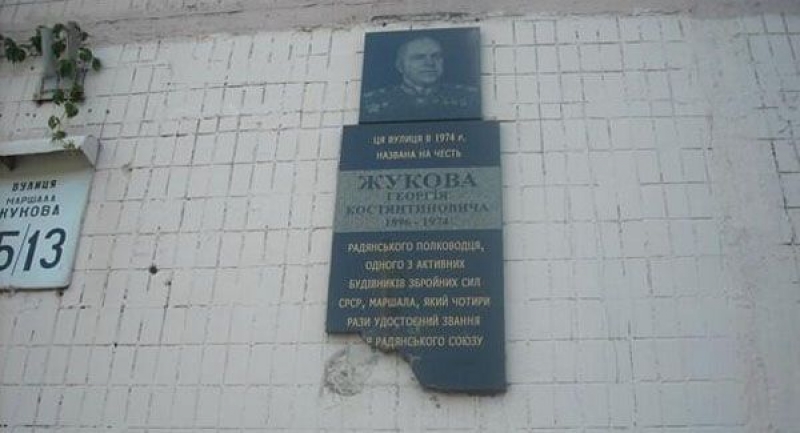 ВУЛИЦЯ
МАРШАЛА
ЖУКОВА
5/13
ЦЯ ВУЛИЦЯ В 1974 г.
НАЗВАНА НА ЧЕСТЬ
ЖУКОВА
ГЕОРГІЯ
КОСТЯНТИНОВИЧА
1896 - 1974
РАДЯНСЬКОГО ПОЛКОВОДЦЯ,
ОДНОГО З АКТИВНИХ
БУДІВНИКІВ ЗБРОЙНИХ СИЛ
СРСР, МАРШАЛА, ЯКИЙ ЧОТИРИ
РАЗИ УДОСТОЄНИЙ ЗВАННЯ
РАДЯНСЬКОГО СОЮЗУ